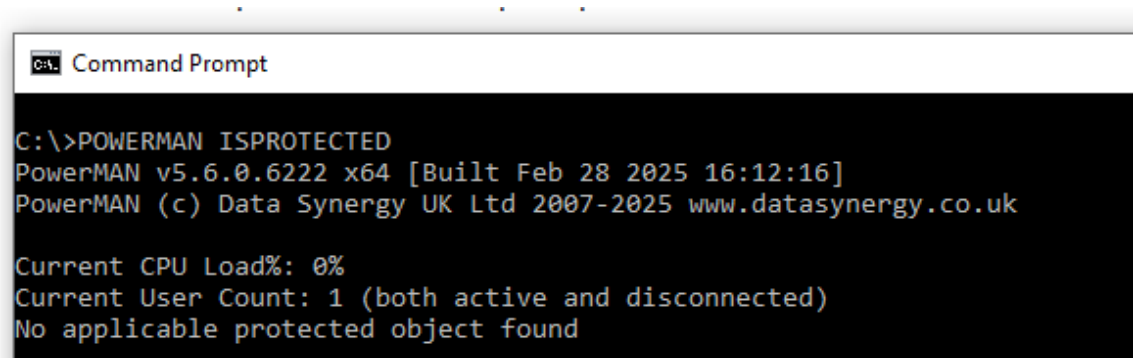 Command Prompt
C:\>POWERMAN ISPROTECTED
PowerMAN v5.6.0.6222 x64 [Built Feb 28 2025 16:12:16]
PowerMAN (c) Data Synergy UK Ltd 2007-2025 www.datasynergy.co.uk
Current CPU Load%: 0%
Current User Count: 1 (both active and disconnected)
No applicable protected object found